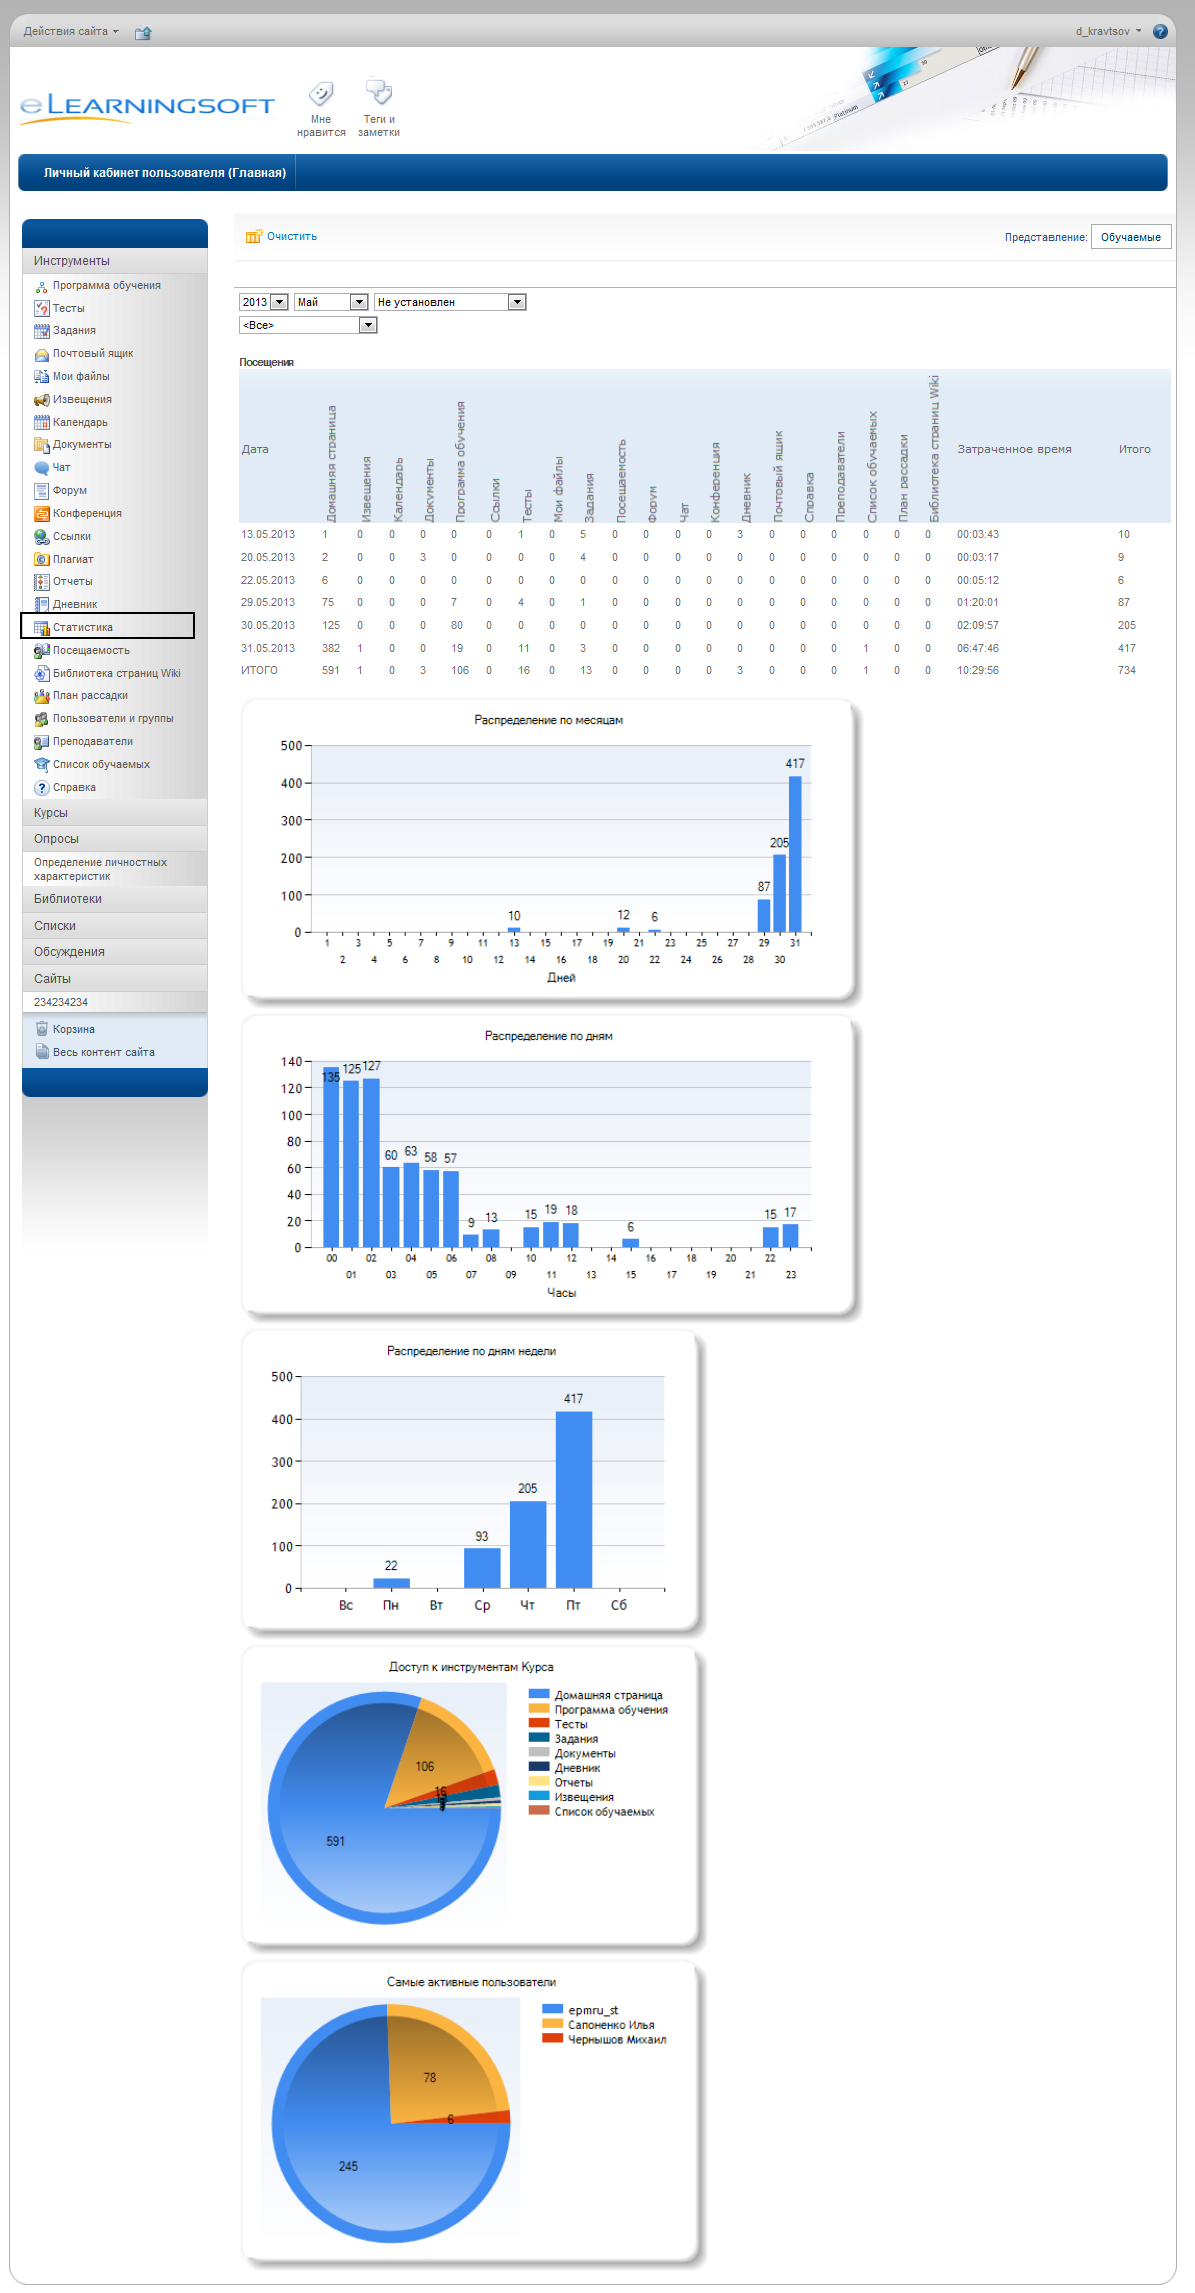 Действия сайта
d_kravtsov
eLearningsoft
Мне нравится
Теги и заметки
Личный кабинет пользователя (Главная)
Инструменты
Программа обучения
Тесты
Задания
Почтовый ящик
Мои файлы
Извещения
Календарь
Документы
Чат
Форум
Конференция
Ссылки
Плагиат
Отчеты
Дневник
Статистика
Посещаемость
Библиотека страниц Wiki
План рассадки
Пользователи и группы
Преподаватели
Список обучаемых
Справка
Курсы
Опросы
Определение личностных
характеристик
Библиотеки
Списки
Обсуждения
Сайты
234234234
Корзина
Весь контент сайта
Очистить
Представление: Обучаемые
2013 Май Не установлен
<Все>
Посещения
Дата Домашняя страница Извещения Календарь Документы Программа обучения Ссылки Тесты Мои файлы Задания Посещаемость Форум Чат Конференция Дневник Почтовый ящик Справка Преподаватели Список обучаемых План рассадки Библиотека страниц Wiki Затраченное время Итого
13.05.2013 1 0 0 0 0 0 1 0 5 0 0 0 0 3 0 0 0 0 0 0 00:03:43 10
20.05.2013 2 0 0 3 0 0 0 0 4 0 0 0 0 0 0 0 0 0 0 0 00:03:17 9
22.05.2013 6 0 0 0 0 0 0 0 0 0 0 0 0 0 0 0 0 0 0 0 00:05:12 6
29.05.2013 75 0 0 0 7 0 4 0 1 0 0 0 0 0 0 0 0 0 0 0 01:20:01 87
30.05.2013 125 0 0 0 80 0 0 0 0 0 0 0 0 0 0 0 0 0 0 0 02:09:57 205
31.05.2013 382 1 0 0 19 0 11 0 3 0 0 0 0 0 0 0 0 1 0 0 06:47:46 417
ИТОГО 591 1 0 3 106 0 16 0 13 0 0 0 0 3 0 0 0 1 0 0 10:29:56 734
Распределение по месяцам
500
400
300
200
100
0
10 12 6 87 205 417
1 3 5 7 9 11 13 15 17 19 21 23 25 27 29 31
2 4 6 8 10 12 14 16 18 20 22 24 26 28 30
Дней
Распределение по дням
140
120
100
80
60
40
20
0
135 125 127 60 63 58 57 9 13 15 19 18 6 15 17
00 02 04 06 08 10 12 14 16 18 20 22
01 03 05 07 09 11 13 15 17 19 21 23
Часы
Распределение по дням недели
500
400
300
200
100
0
22 93 205 417
Вс Пн Вт Ср Чт Пт Сб
Доступ к инструментам Курса
Домашняя страница
Программа обучения
Тесты
Задания
Документы
Дневник
Отчеты
Извещения
Список обучаемых
106
16
591
Самые активные пользователи
epmru_st
Сапоненко Илья
Чернышов Михаил
78
6
245